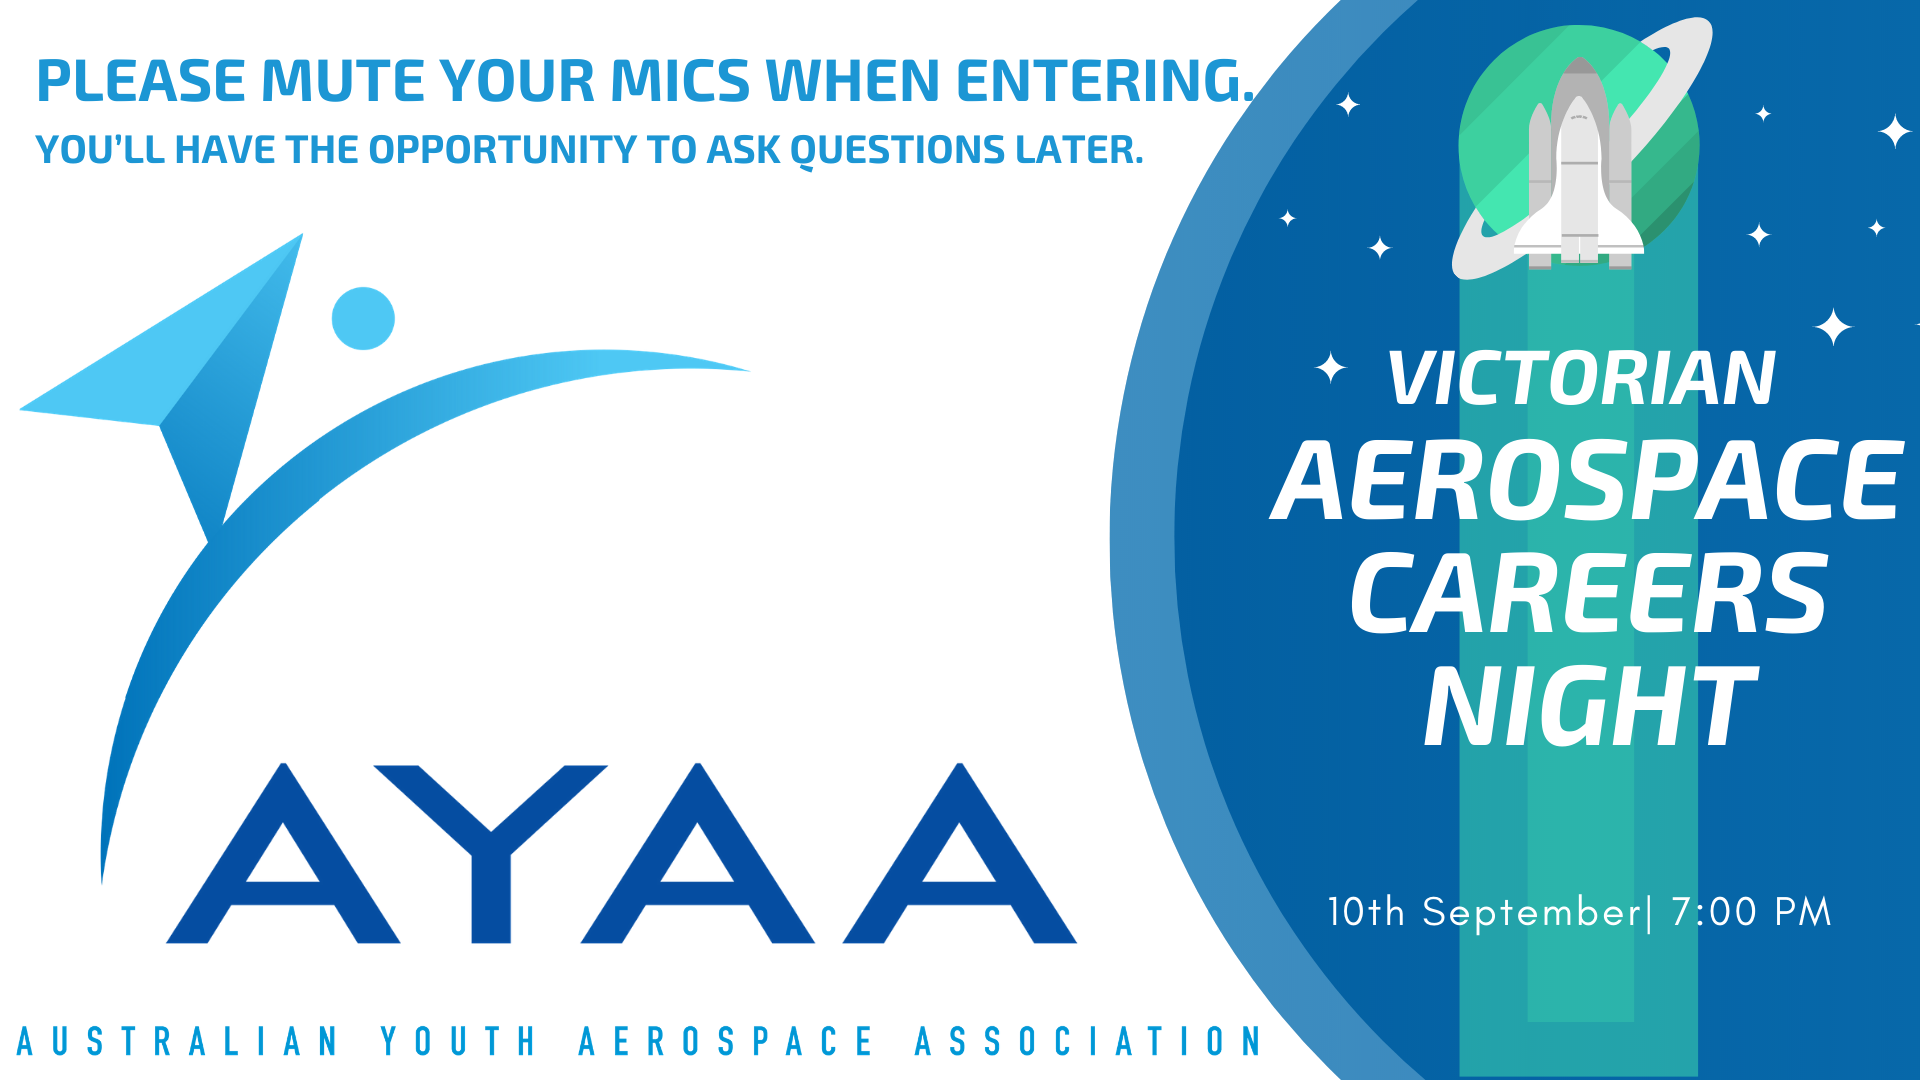 PLEASE MUTE YOUR MICS WHEN ENTERING.
YOU'LL HAVE THE OPPORTUNITY TO ASK QUESTIONS LATER.
AYAA
AUSTRALIAN YOUTH AEROSPACE ASSOCIATION
VICTORIAN
AEROSPACE
CAREERS
NIGHT
10th September| 7:00 PM